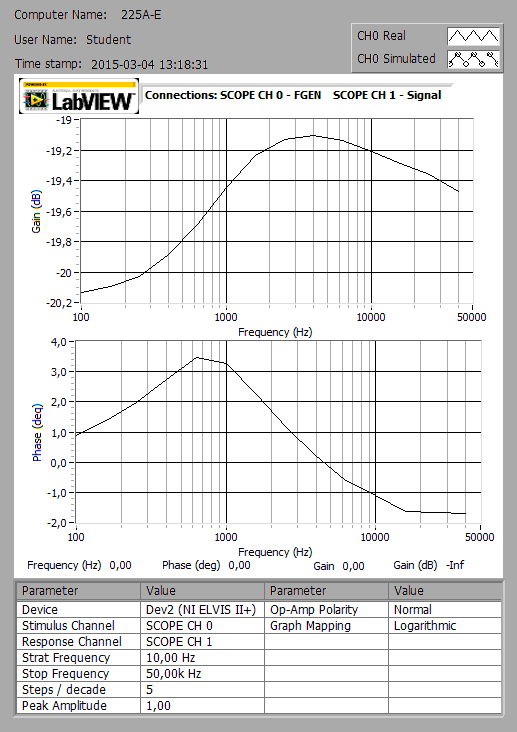 Computer Name: 225A-E
User Name: Student
Time stamp: 2015-03-04 13:18:31
CH0 Real
CH0 Simulated
LabVIEW™
Connections: SCOPE CH 0 - FGEN SCOPE CH 1 - Signal
Gain (dB)
-19
-19,2
-19,4
-19,6
-19,8
-20
-20,2
100 1000 10000 50000
Frequency (Hz)
Phase (deg)
4,0
3,0
2,0
1,0
0,0
-1,0
-2,0
100 1000 10000 50000
Frequency (Hz)
Frequency (Hz) 0,00 Phase (deg) 0,00 Gain 0,00 Gain (dB) -Inf
Parameter Value Parameter Value
Device Dev2 (NI ELVIS II+) Op-Amp Polarity Normal
Stimulus Channel SCOPE CH 0 Graph Mapping Logarithmic
Response Channel SCOPE CH 1
Strat Frequency 10,00 Hz
Stop Frequency 50,00k Hz
Steps / decade 5
Peak Amplitude 1,00